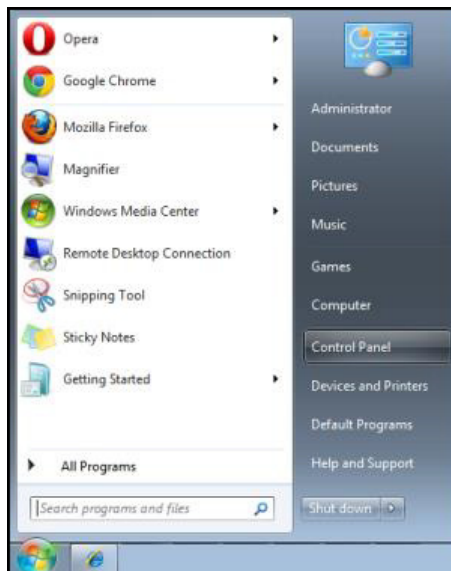 Opera
Google Chrome
Mozilla Firefox
Magnifier
Windows Media Center
Remote Desktop Connection
Snipping Tool
Sticky Notes
Getting Started
All Programs
Search programs and files
Administrator
Documents
Pictures
Music
Games
Computer
Control Panel
Devices and Printers
Default Programs
Help and Support
Shut down